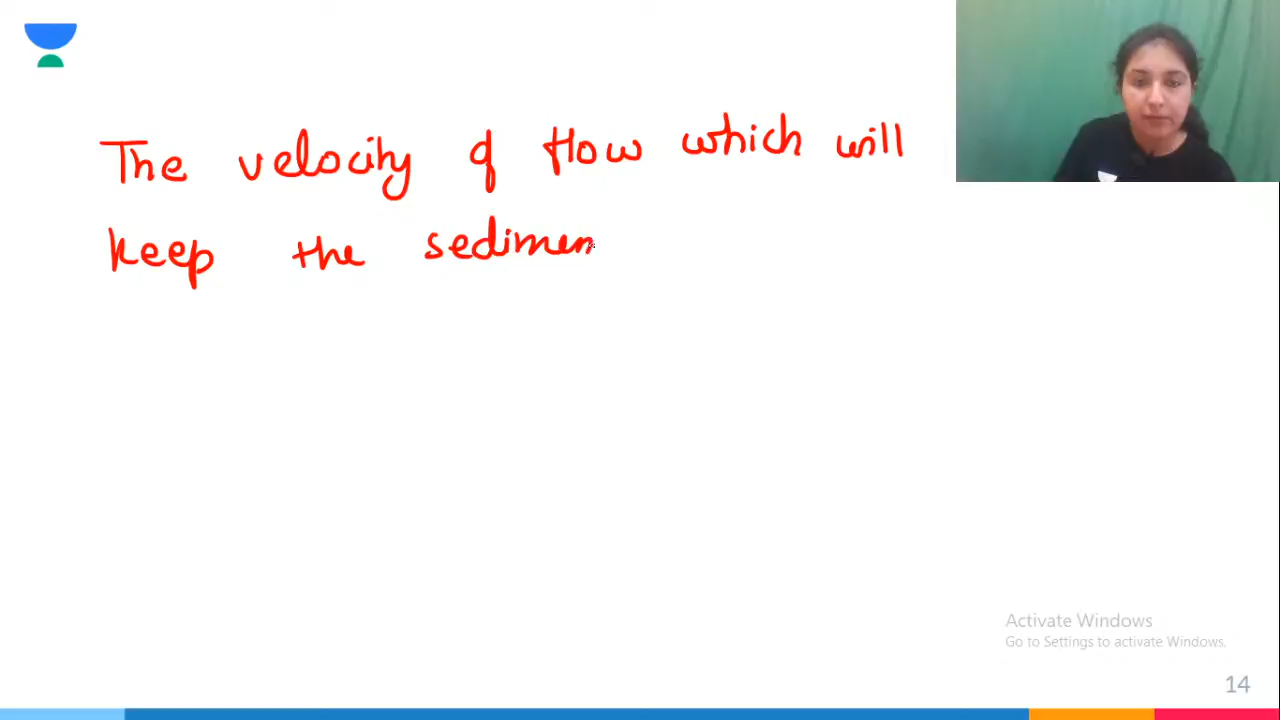 The velocity of flow which will
keep the sedimen
Activate Windows
Go to Settings to activate Windows.
14